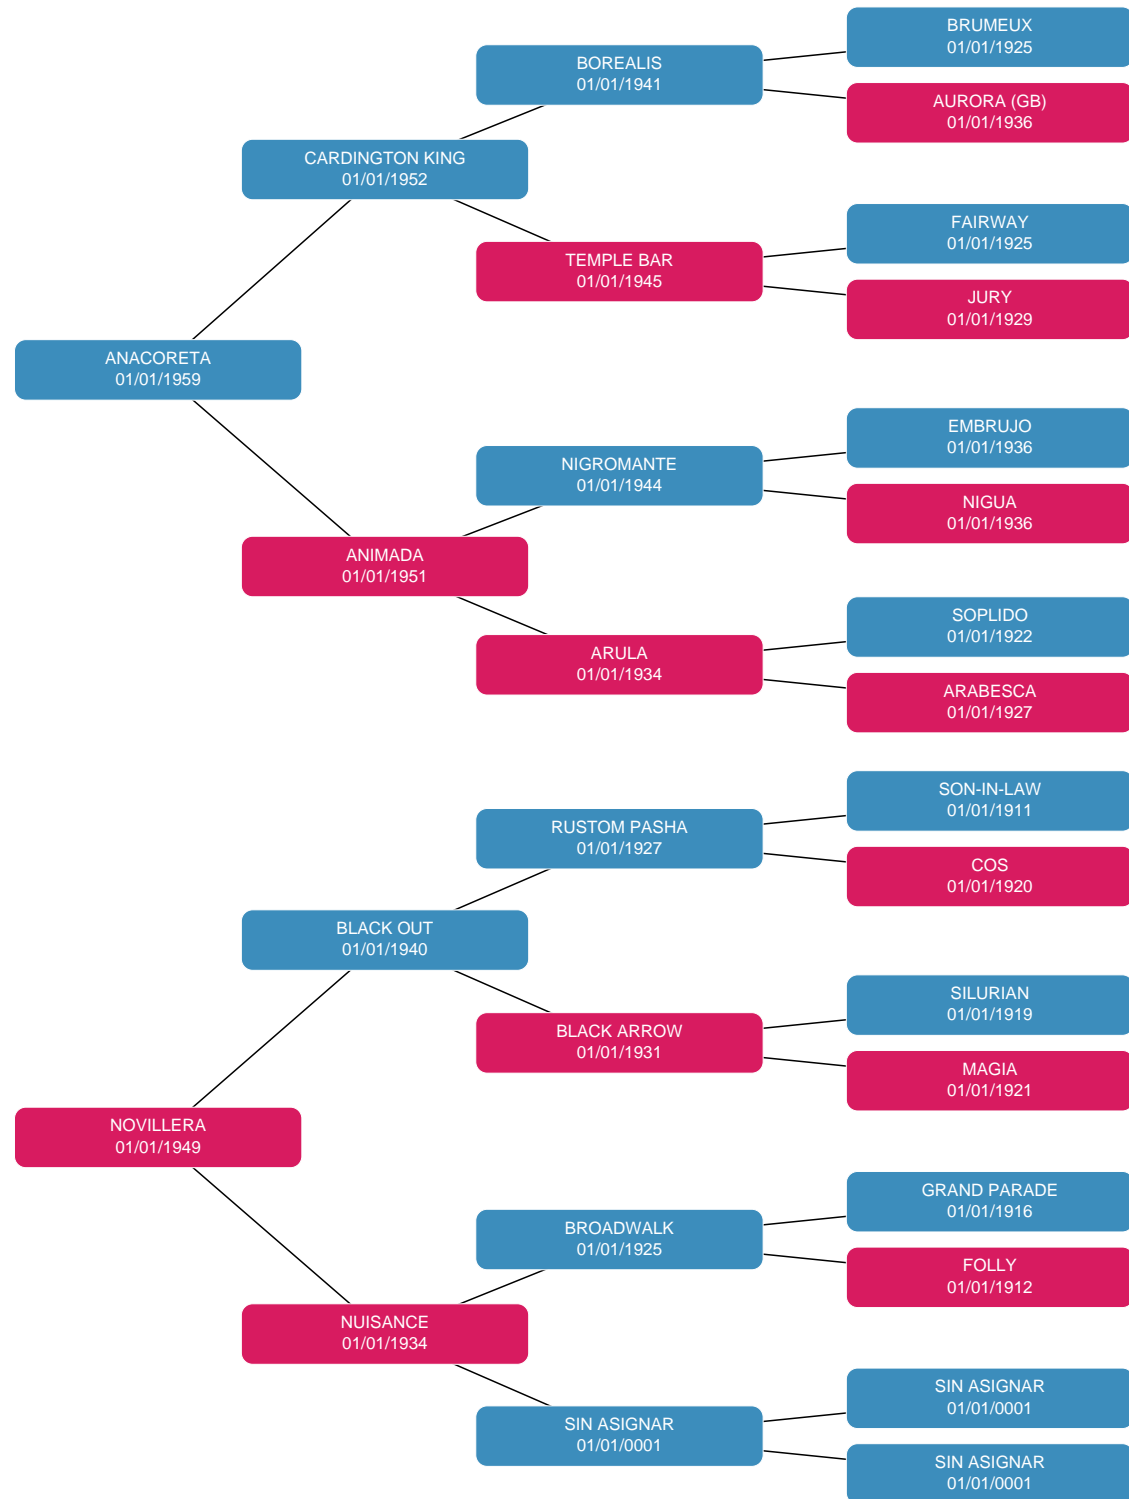 BRUMEUX
01/01/1925
BOREALIS
01/01/1941
AURORA (GB)
01/01/1936
CARDINGTON KING
01/01/1952
FAIRWAY
01/01/1925
TEMPLE BAR
01/01/1945
JURY
01/01/1929
ANACORETA
01/01/1959
EMBRUJO
01/01/1936
NIGROMANTE
01/01/1944
NIGUA
01/01/1936
ANIMADA
01/01/1951
SOPLIDO
01/01/1922
ARULA
01/01/1934
ARABESCA
01/01/1927
SON-IN-LAW
01/01/1911
RUSTOM PASHA
01/01/1927
COS
01/01/1920
BLACK OUT
01/01/1940
SILURIAN
01/01/1919
BLACK ARROW
01/01/1931
MAGIA
01/01/1921
NOVILLERA
01/01/1949
GRAND PARADE
01/01/1916
BROADWALK
01/01/1925
FOLLY
01/01/1912
NUISANCE
01/01/1934
SIN ASIGNAR
01/01/0001
SIN ASIGNAR
01/01/0001
SIN ASIGNAR
01/01/0001